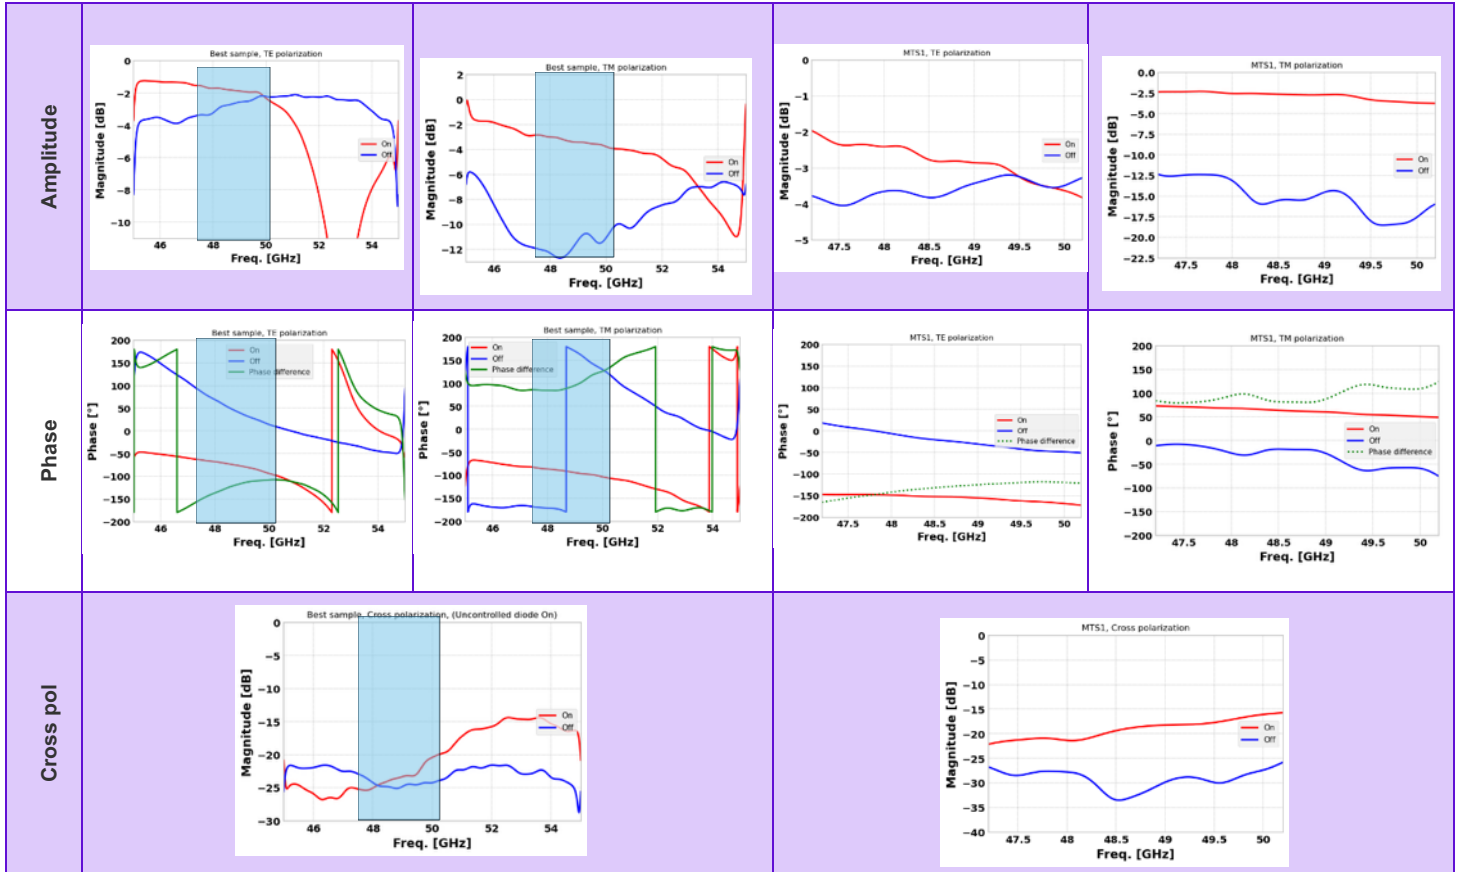 Amplitude
Best sample, TE polarization
0
−2
−4
−6
−8
−10
Magnitude [dB]
On
Off
46 48 50 52 54
Freq. [GHz]
Best sample, TM polarization
2
0
−2
−4
−6
−8
−10
−12
Magnitude [dB]
On
Off
46 48 50 52 54
Freq. [GHz]
MTS1, TE polarization
0
−1
−2
−3
−4
−5
Magnitude [dB]
On
Off
47.5 48 48.5 49 49.5 50
Freq. [GHz]
MTS1, TM polarization
0.0
−2.5
−5.0
−7.5
−10.0
−12.5
−15.0
−17.5
−20.0
−22.5
Magnitude [dB]
On
Off
47.5 48 48.5 49 49.5 50
Freq. [GHz]
Phase
Best sample, TE polarization
200
150
100
50
0
−50
−100
−150
−200
Phase [°]
On
Off
Phase difference
46 48 50 52 54
Freq. [GHz]
Best sample, TM polarization
200
150
100
50
0
−50
−100
−150
−200
Phase [°]
On
Off
Phase difference
46 48 50 52 54
Freq. [GHz]
MTS1, TE polarization
200
150
100
50
0
−50
−100
−150
−200
Phase [°]
On
Off
Phase difference
47.5 48 48.5 49 49.5 50
Freq. [GHz]
MTS1, TM polarization
200
150
100
50
0
−50
−100
−150
−200
Phase [°]
On
Off
Phase difference
47.5 48 48.5 49 49.5 50
Freq. [GHz]
Cross pol
Best sample, Cross polarization, (Uncontrolled diode On)
0
−5
−10
−15
−20
−25
−30
Magnitude [dB]
On
Off
46 48 50 52 54
Freq. [GHz]
MTS1, Cross polarization
0
−5
−10
−15
−20
−25
−30
−35
−40
Magnitude [dB]
On
Off
47.5 48 48.5 49 49.5 50
Freq. [GHz]